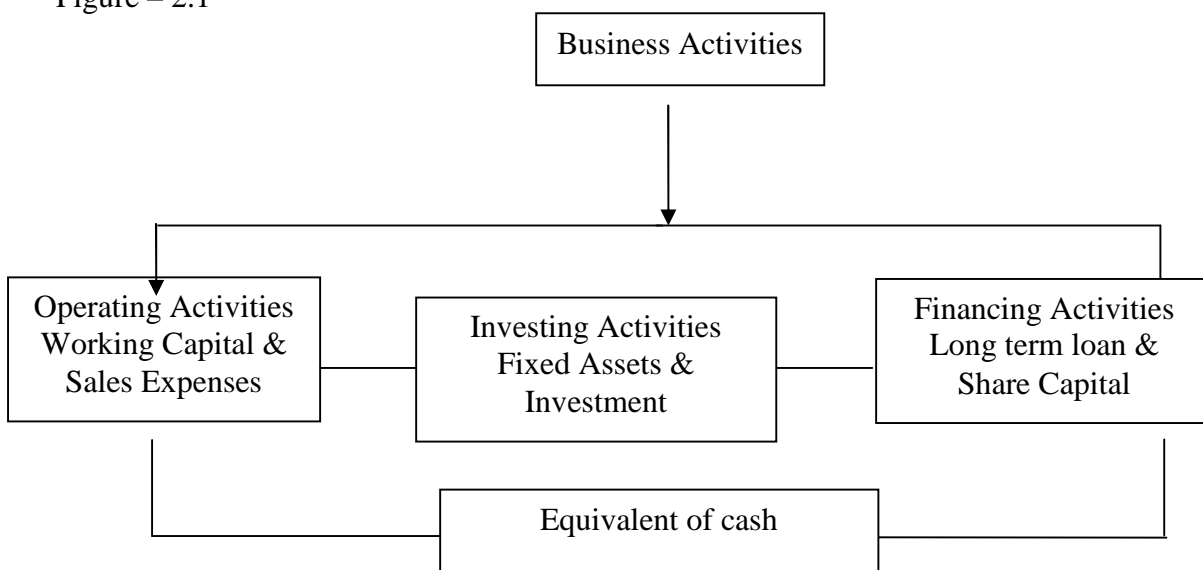 Figure – 2.1
Business Activities
Operating Activities
Working Capital &
Sales Expenses
Investing Activities
Fixed Assets &
Investment
Financing Activities
Long term loan &
Share Capital
Equivalent of cash